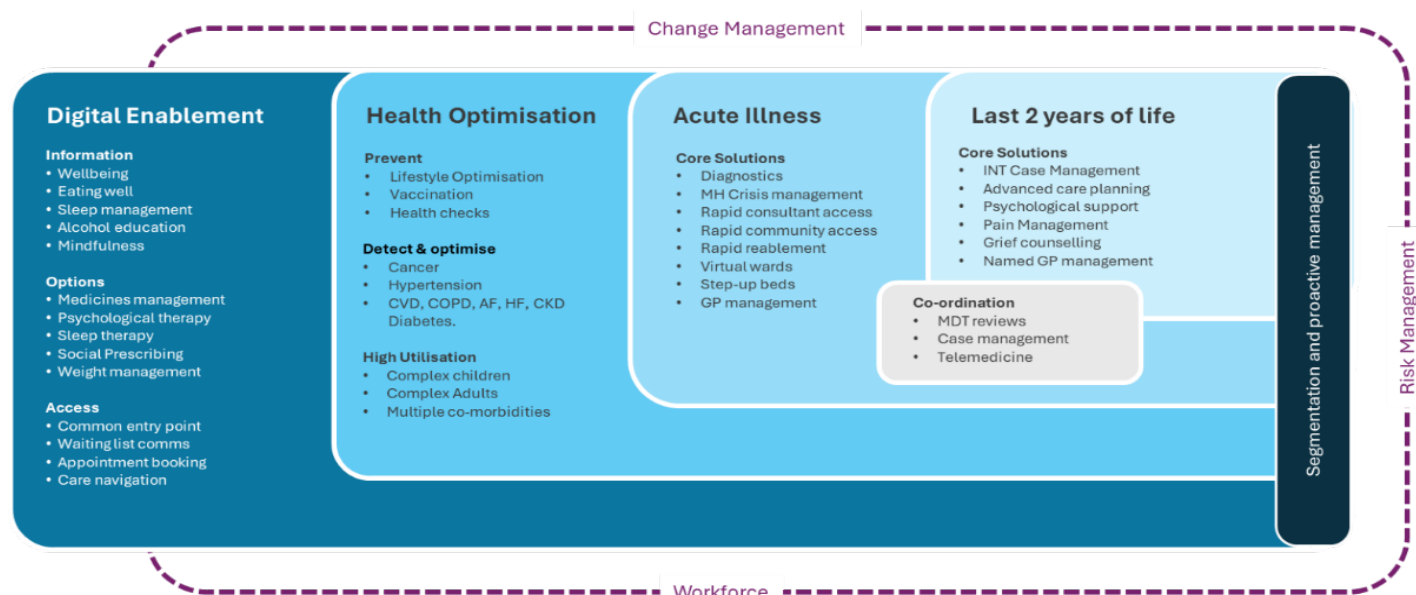 Change Management
Digital Enablement
Information
• Wellbeing
• Eating well
• Sleep management
• Alcohol education
• Mindfulness
Options
• Medicines management
• Psychological therapy
• Sleep therapy
• Social Prescribing
• Weight management
Access
• Common entry point
• Waiting list comms
• Appointment booking
• Care navigation
Health Optimisation
Prevent
• Lifestyle Optimisation
• Vaccination
• Health checks
Detect & optimise
• Cancer
• Hypertension
• CVD, COPD, AF, HF, CKD
Diabetes.
High Utilisation
• Complex children
• Complex Adults
• Multiple co-morbidities
Acute Illness
Core Solutions
• Diagnostics
• MH Crisis management
• Rapid consultant access
• Rapid community access
• Rapid reablement
• Virtual wards
• Step-up beds
• GP management
Last 2 years of life
Core Solutions
• INT Case Management
• Advanced care planning
• Psychological support
• Pain Management
• Grief counselling
• Named GP management
Co-ordination
• MDT reviews
• Case management
• Telemedicine
Segmentation and proactive management
Risk Management
Workforce